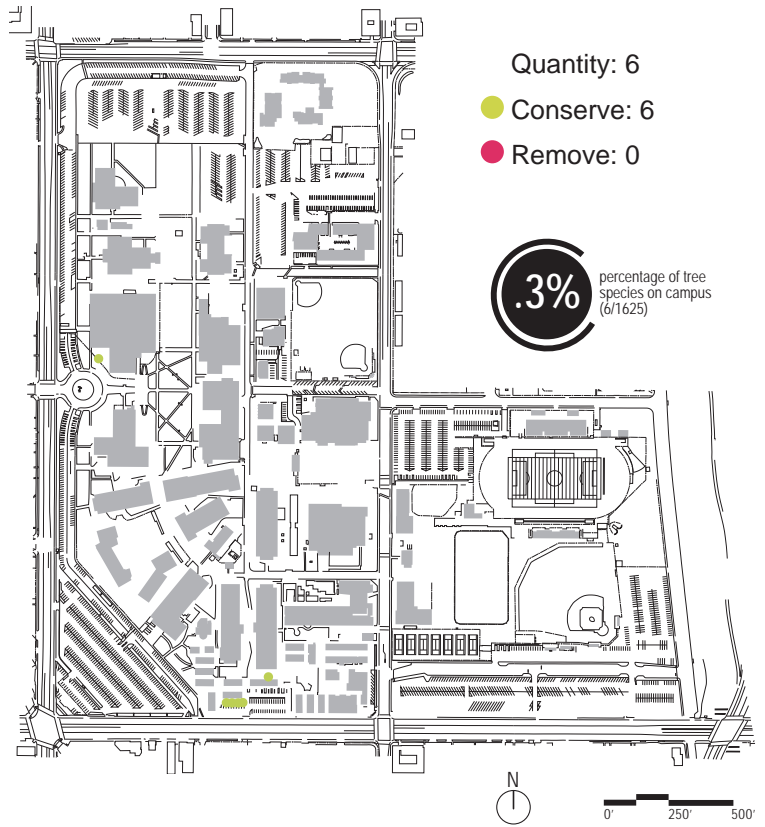 Quantity: 6
Conserve: 6
Remove: 0
.3%
percentage of tree
species on campus
(6/1625)
N
0' 250' 500'